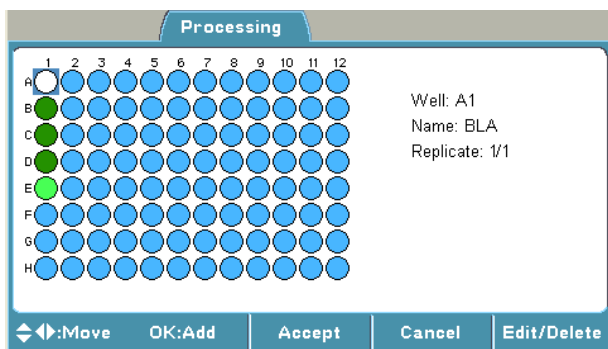 Processing
1 2 3 4 5 6 7 8 9 10 11 12
A
B
C
D
E
F
G
H
Well: A1
Name: BLA
Replicate: 1/1
:Move OK:Add Accept Cancel Edit/Delete